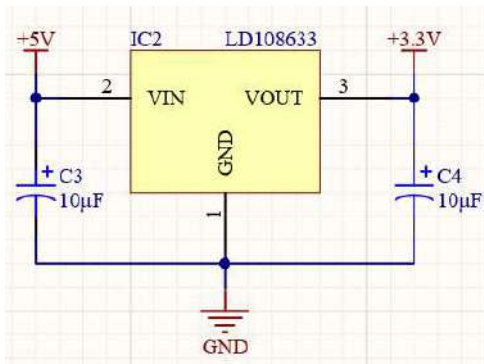 +5V
IC2 LD108633
+3.3V
2
VIN
VOUT
3
GND
1
+
C3
10µF
+
C4
10µF
GND